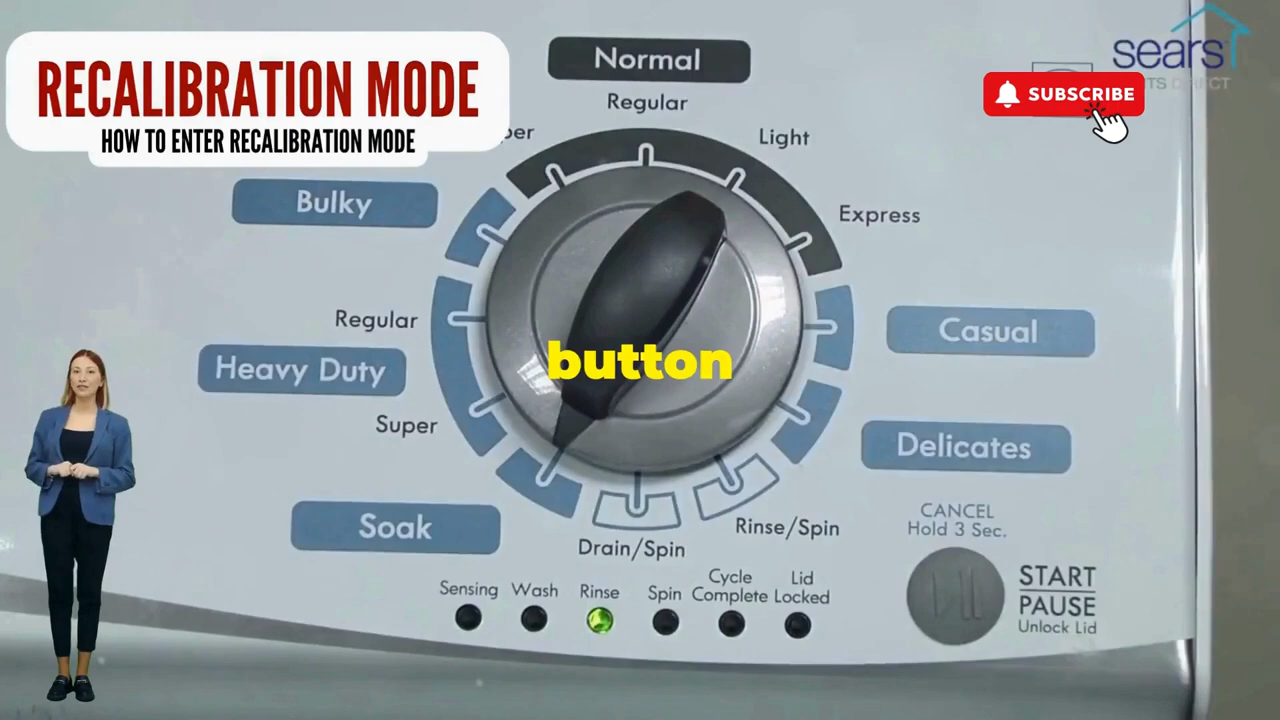 sears
RECALIBRATION MODE
HOW TO ENTER RECALIBRATION MODE
SUBSCRIBE
Normal
Regular
Light
Express
Bulky
Regular
Heavy Duty
Super
Casual
Delicates
button
Soak
Drain/Spin
Rinse/Spin
CANCEL
Hold 3 Sec.
Sensing
Wash
Rinse
Spin
Cycle
Complete
Lid
Locked
START
PAUSE
Unlock Lid